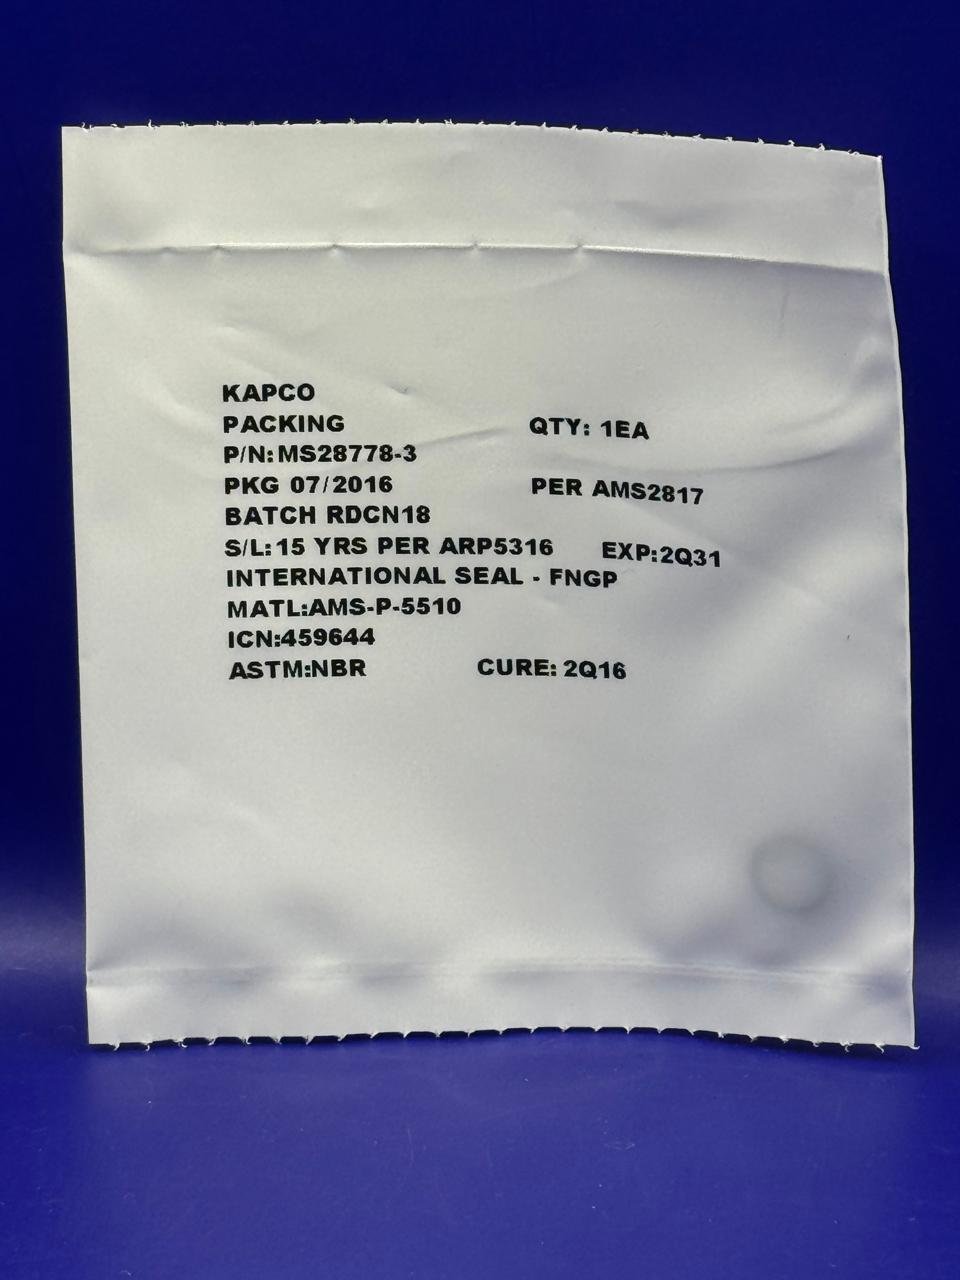 KAPCO
PACKING QTY: 1EA
P/N:MS28778-3
PKG 07/2016 PER AMS2817
BATCH RDCN18
S/L:15 YRS PER ARP5316 EXP:2Q31
INTERNATIONAL SEAL - FNGP
MATL:AMS-P-5510
ICN:459644
ASTM:NBR CURE: 2Q16